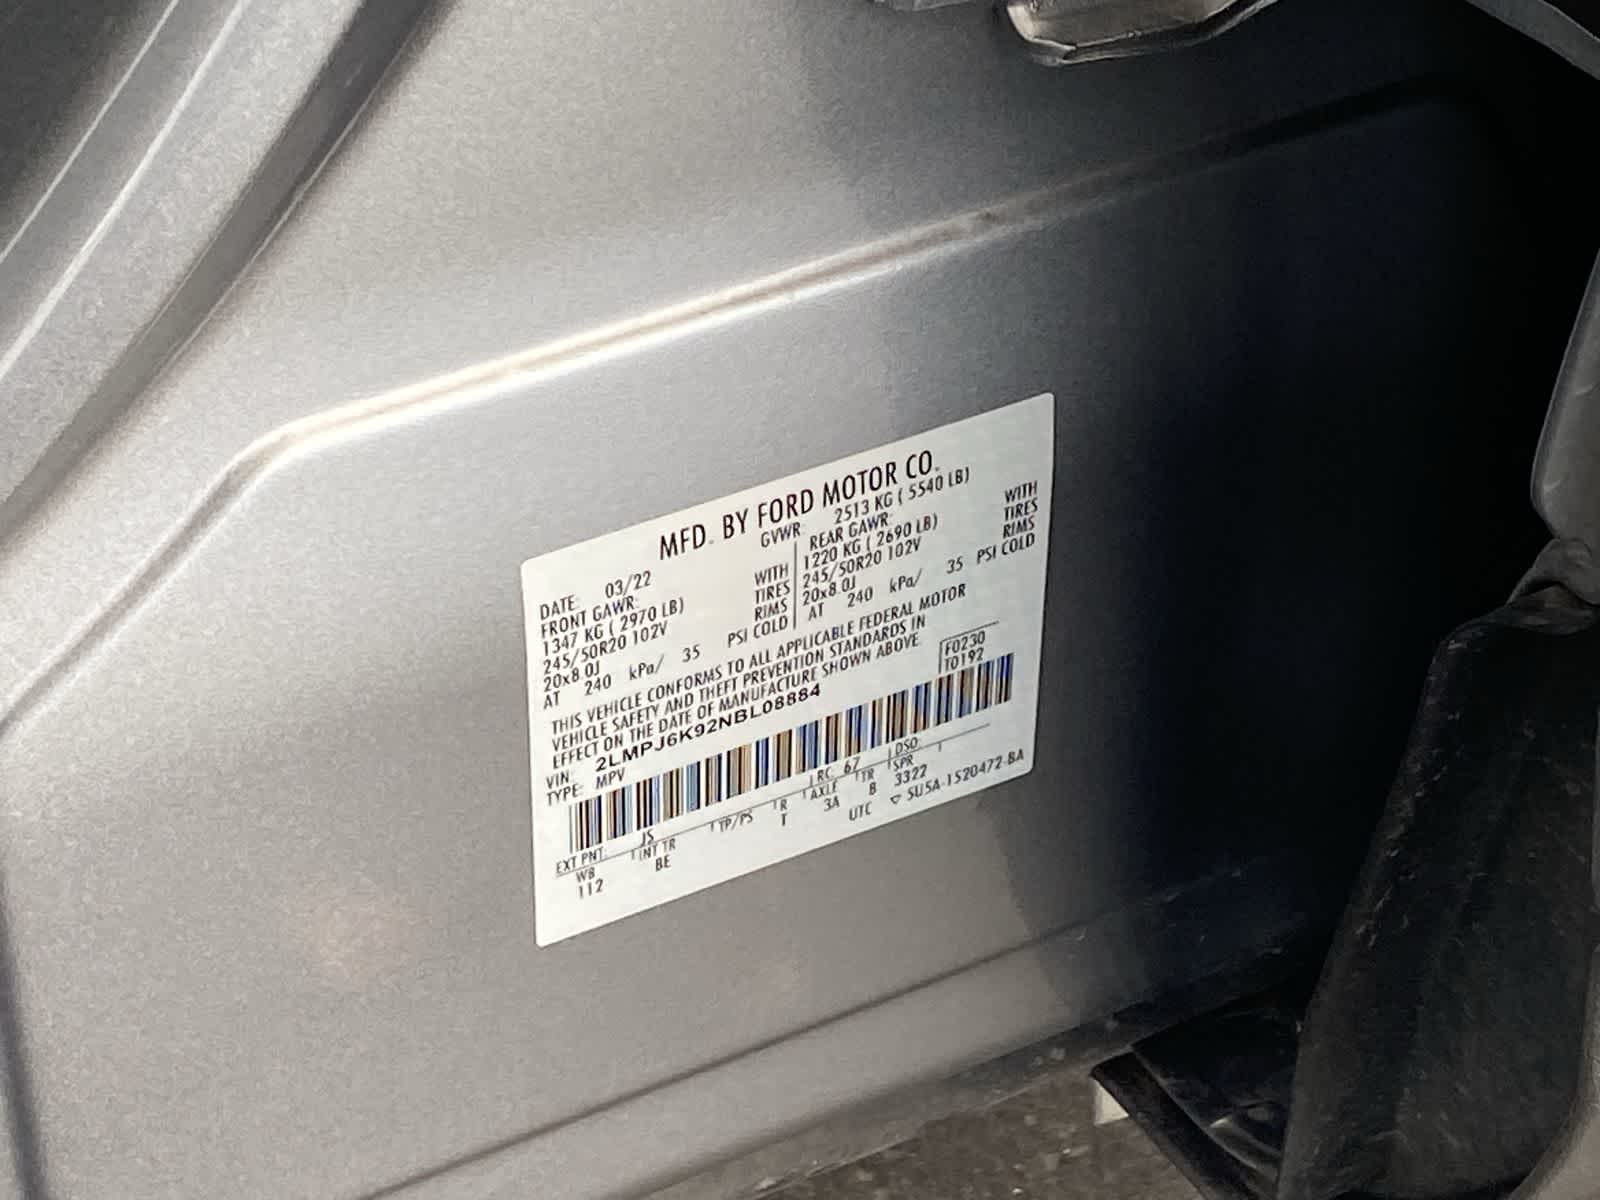 MFD. BY FORD MOTOR CO.
DATE: 03/22 GVWR: 2513 KG ( 5540 LB)
FRONT GAWR: REAR GAWR:
1347 KG ( 2970 LB) WITH 1220 KG ( 2690 LB) WITH
245/50R20 102V TIRES 245/50R20 102V TIRES
20x8.0J RIMS 20x8.0J RIMS
AT 240 kPa/ 35 PSI COLD AT 240 kPa/ 35 PSI COLD
THIS VEHICLE CONFORMS TO ALL APPLICABLE FEDERAL MOTOR
VEHICLE SAFETY AND THEFT PREVENTION STANDARDS IN
EFFECT ON THE DATE OF MANUFACTURE SHOWN ABOVE.
VIN: 2LMPJ6K92NBL08884 F0230
TYPE: MPV T0192
EXT PNT: JS RC: 67 DSO:
WB INT TR TP/PS R AXLE TR SPR
112 BE T 3A B 3322
UTC ▽ 5U5A-1520472-BA